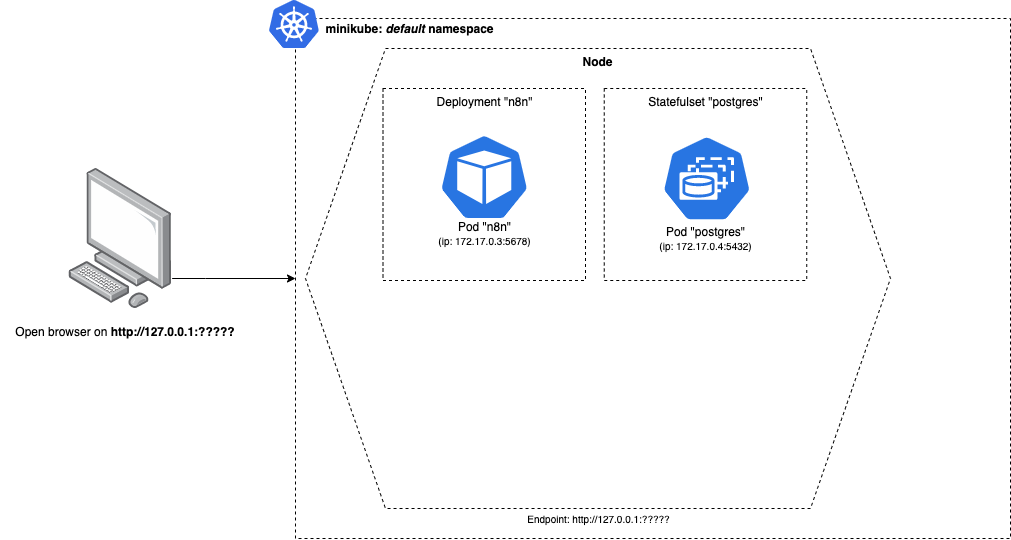 minikube: default namespace
Node
Deployment "n8n"
Statefulset "postgres"
Pod "n8n"
(ip: 172.17.0.3:5678)
Pod "postgres"
(ip: 172.17.0.4:5432)
Open browser on http://127.0.0.1:?????
Endpoint: http://127.0.0.1:?????